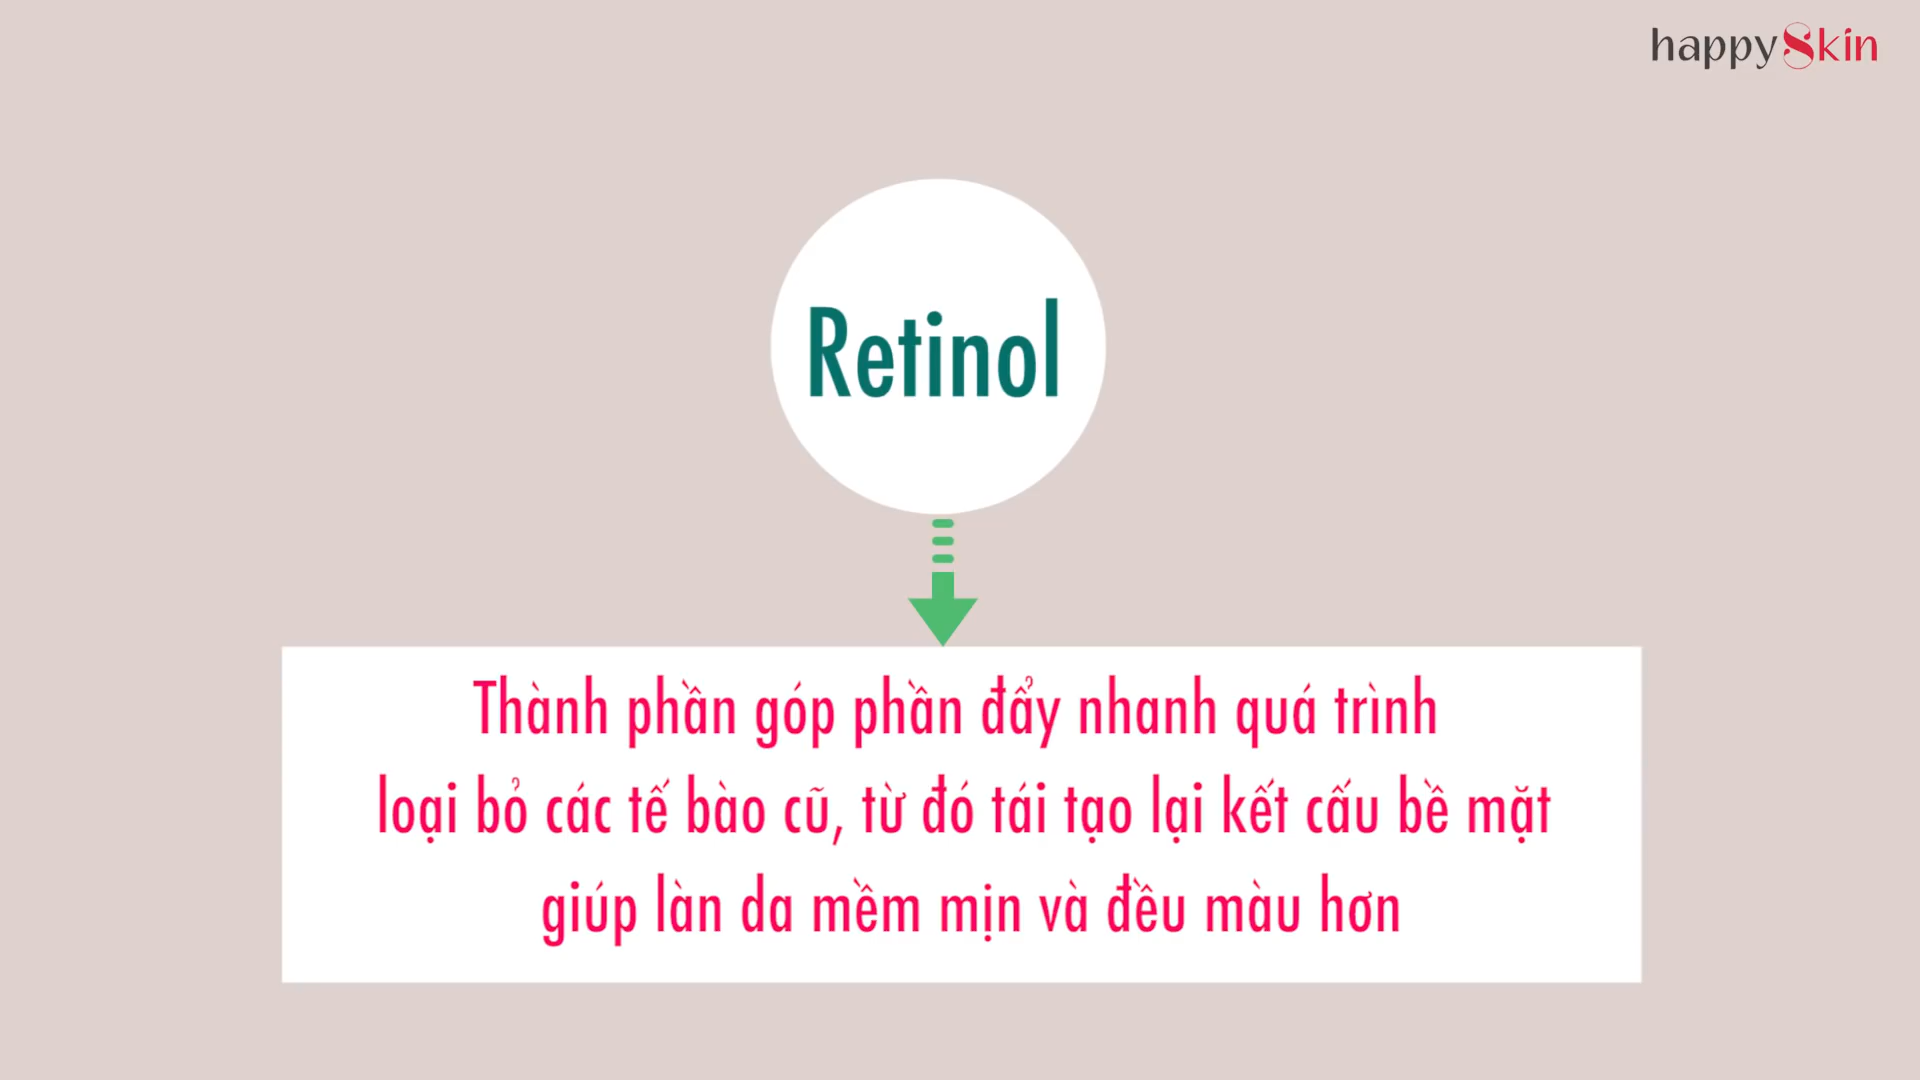 happySkin
Retinol
Thành phần góp phần đẩy nhanh quá trình
loại bỏ các tế bào cũ, từ đó tái tạo lại kết cấu bề mặt
giúp làn da mềm mịn và đều màu hơn